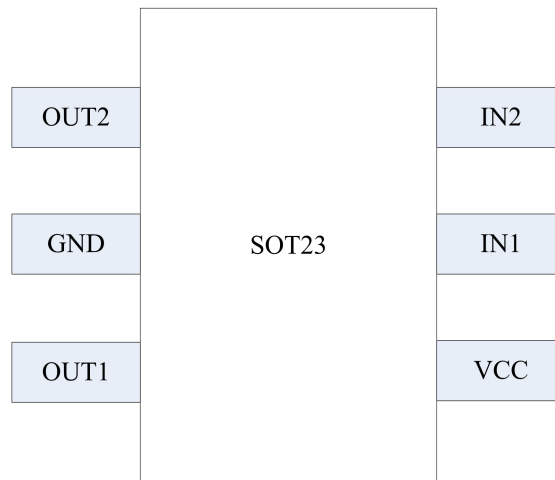 OUT2
IN2
GND
SOT23
IN1
OUT1
VCC